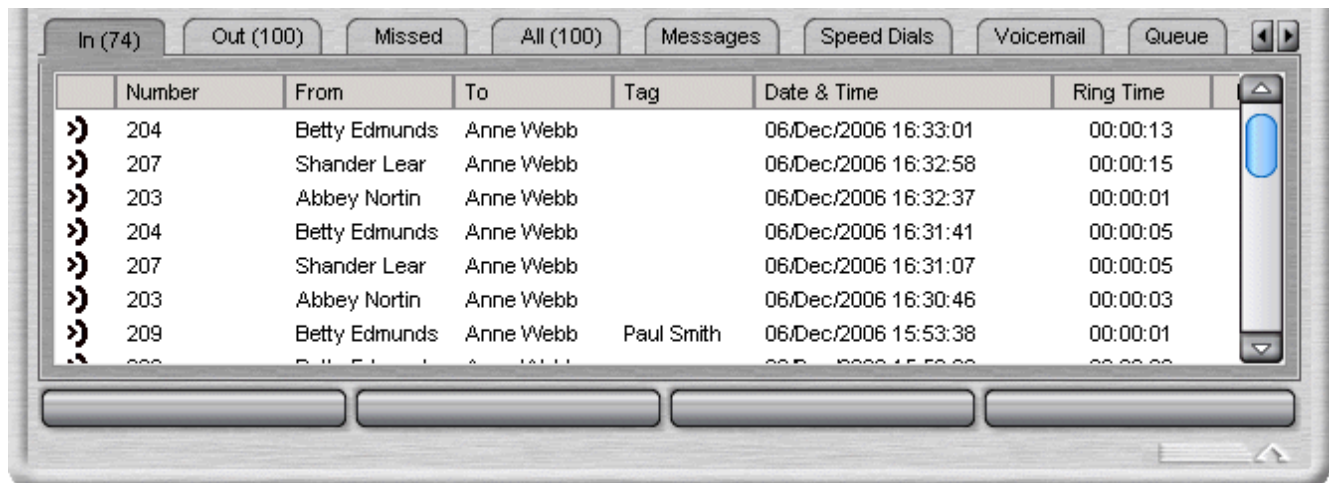 In (74) Out (100) Missed All (100) Messages Speed Dials Voicemail Queue
Number From To Tag Date & Time Ring Time
204 Betty Edmunds Anne Webb 06/Dec/2006 16:33:01 00:00:13
207 Shander Lear Anne Webb 06/Dec/2006 16:32:58 00:00:15
203 Abbey Nortin Anne Webb 06/Dec/2006 16:32:37 00:00:01
204 Betty Edmunds Anne Webb 06/Dec/2006 16:31:41 00:00:05
207 Shander Lear Anne Webb 06/Dec/2006 16:31:07 00:00:05
203 Abbey Nortin Anne Webb 06/Dec/2006 16:30:46 00:00:03
209 Betty Edmunds Anne Webb Paul Smith 06/Dec/2006 15:53:38 00:00:01